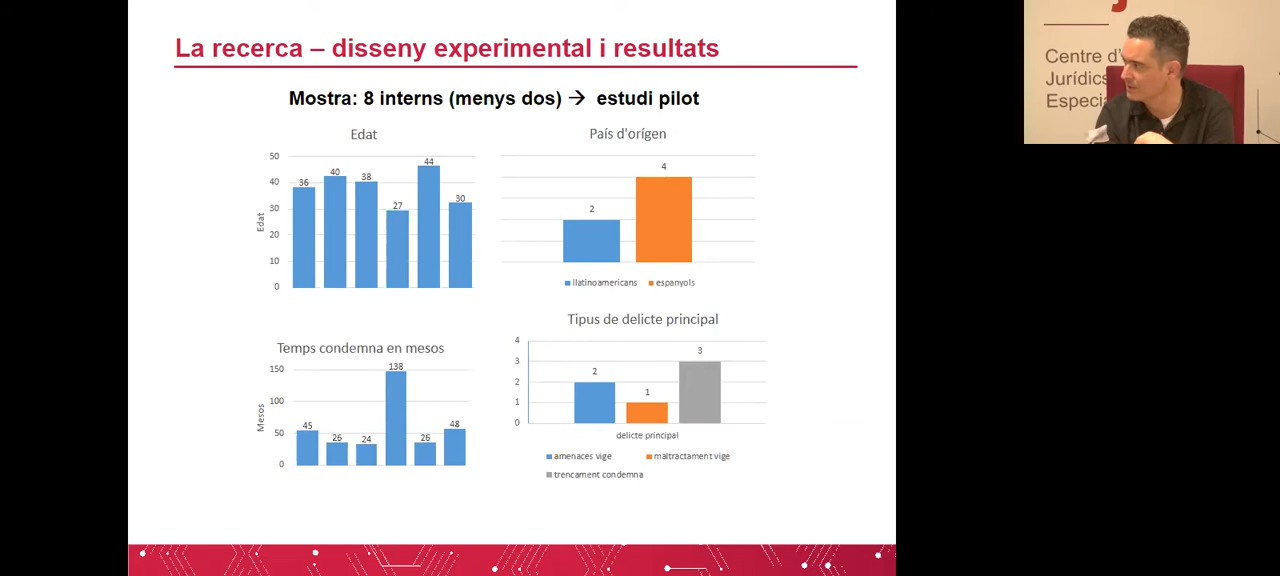 La recerca – disseny experimental i resultats
Mostra: 8 interns (menys dos) → estudi pilot
Edat
50
40
30
20
10
0
Edat
36
40
38
27
44
30
País d'orígen
2
4
llatinoamericans
espanyols
Temps condemna en mesos
150
100
50
0
Mesos
45
26
24
138
26
48
Tipus de delicte principal
4
3
2
1
0
2
1
3
delicte principal
amenaces vige
maltractament vige
trencament condemna
Centre d'
Jurídics
Especia